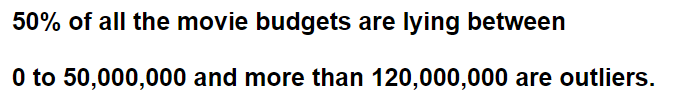 50% of all the movie budgets are lying between
0 to 50,000,000 and more than 120,000,000 are outliers.